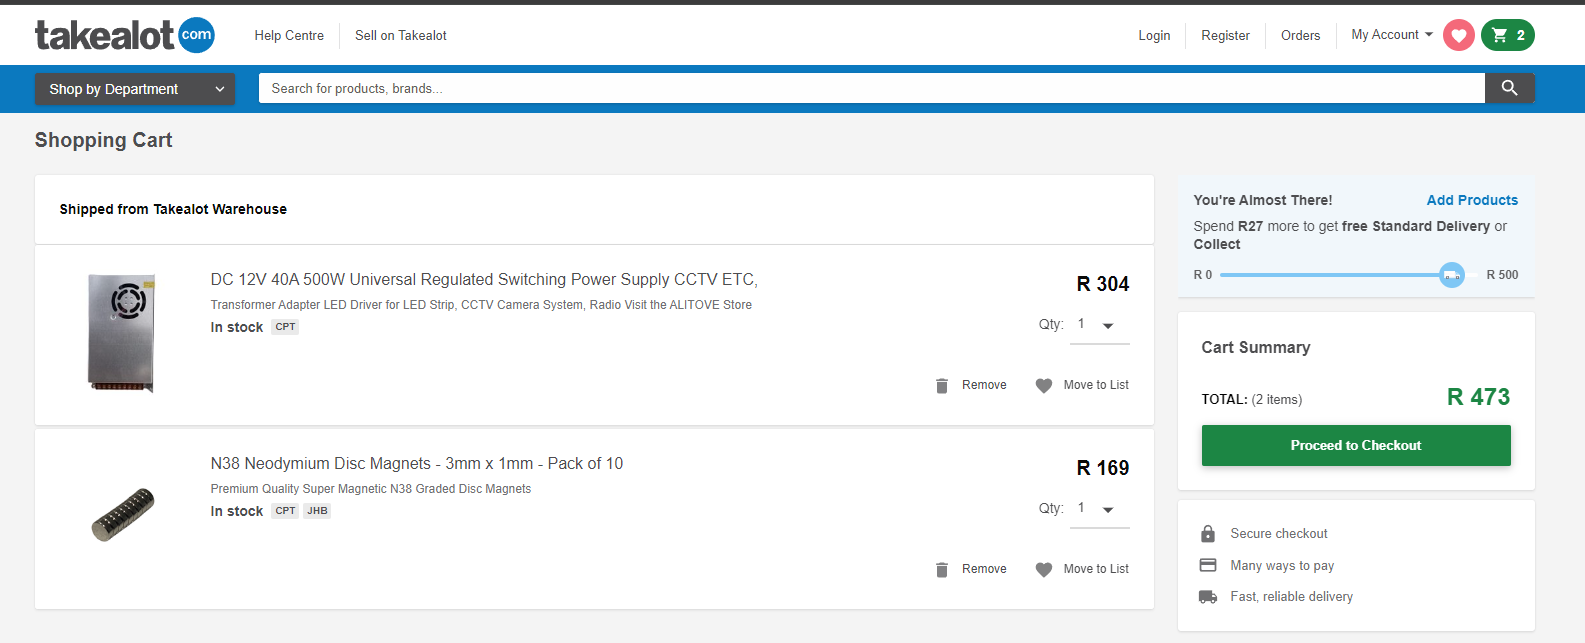 takealot com
Help Centre
Sell on Takealot
Login
Register
Orders
My Account
2
Shop by Department
Search for products, brands...
Shopping Cart
Shipped from Takealot Warehouse
DC 12V 40A 500W Universal Regulated Switching Power Supply CCTV ETC,
Transformer Adapter LED Driver for LED Strip, CCTV Camera System, Radio Visit the ALITOVE Store
In stock CPT
R 304
Qty: 1
Remove
Move to List
N38 Neodymium Disc Magnets - 3mm x 1mm - Pack of 10
Premium Quality Super Magnetic N38 Graded Disc Magnets
In stock CPT JHB
R 169
Qty: 1
Remove
Move to List
You're Almost There!
Add Products
Spend R27 more to get free Standard Delivery or
Collect
R 0
R 500
Cart Summary
TOTAL: (2 items)
R 473
Proceed to Checkout
Secure checkout
Many ways to pay
Fast, reliable delivery